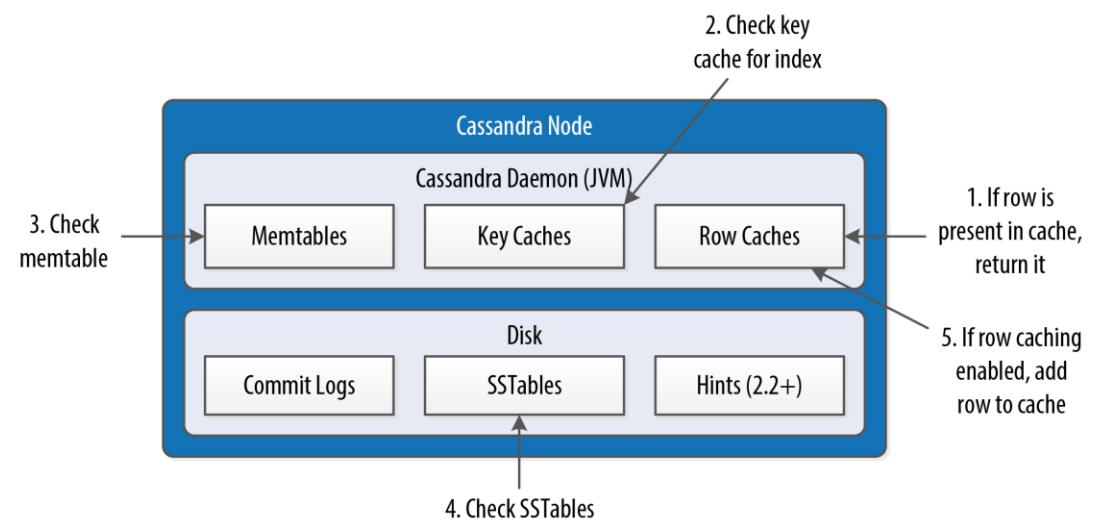 2. Check key
cache for index
Cassandra Node
Cassandra Daemon (JVM)
3. Check
memtable
Memtables
Key Caches
Row Caches
1. If row is
present in cache,
return it
Disk
Commit Logs
SSTables
Hints (2.2+)
5. If row caching
enabled, add
row to cache
4. Check SSTables